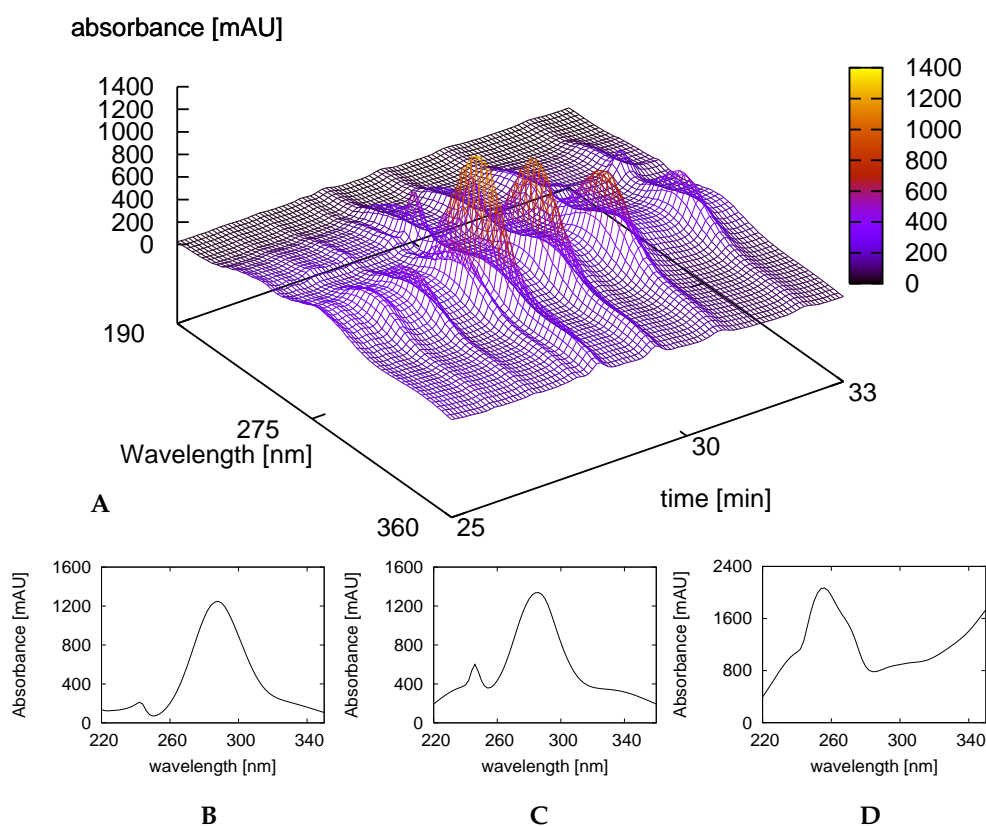 absorbance [mAU]
1400
1200
1000
800
600
400
200
0
1400
1200
1000
800
600
400
200
0
190
275
Wavelength [nm]
360
25
30
33
time [min]
A
Absorbance [mAU]
1600
1200
800
400
0
220 260 300 340
wavelength [nm]
B
Absorbance [mAU]
1600
1200
800
400
0
220 260 300 340
wavelength [nm]
C
Absorbance [mAU]
2400
1600
800
0
220 260 300 340
wavelength [nm]
D